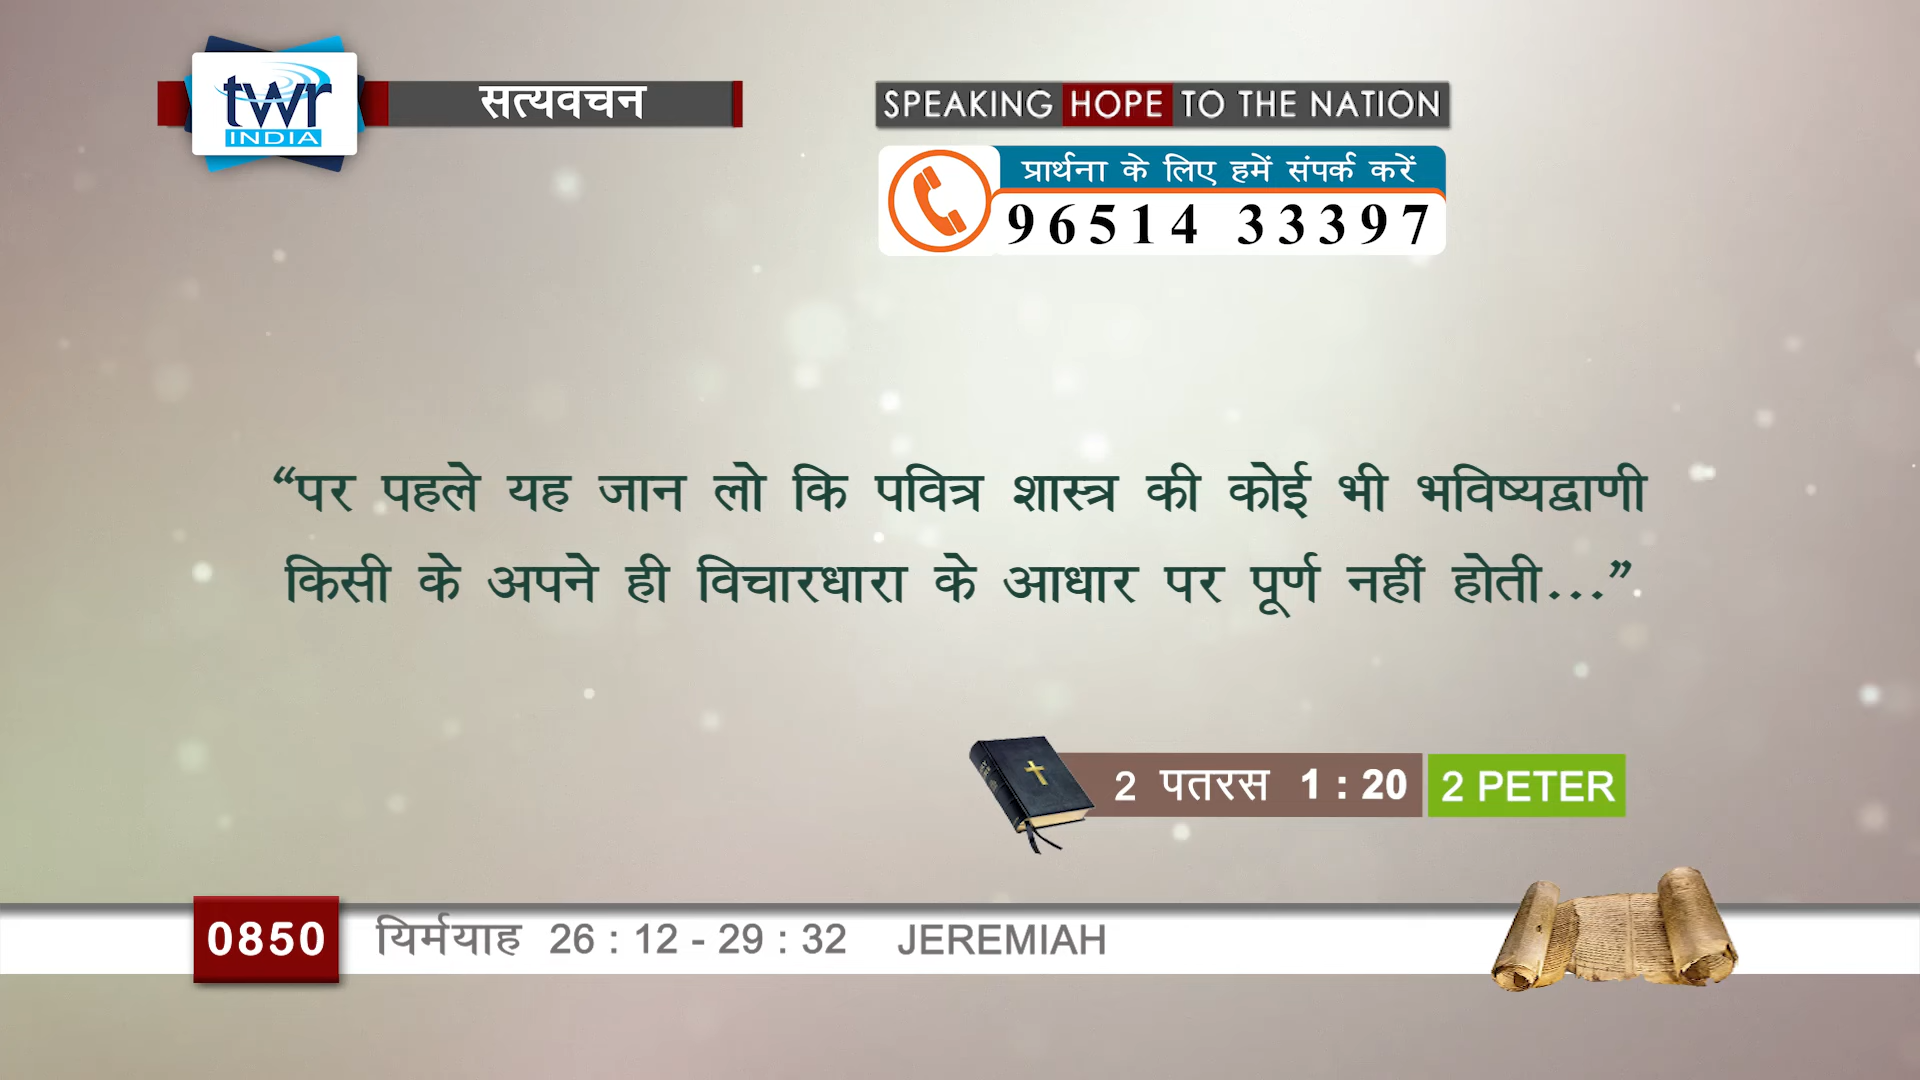 twr
INDIA
सत्यवचन
SPEAKING HOPE TO THE NATION
प्रार्थना के लिए हमें संपर्क करें
96514 33397
“पर पहले यह जान लो कि पवित्र शास्त्र की कोई भी भविष्यद्वाणी
किसी के अपने ही विचारधारा के आधार पर पूर्ण नहीं होती...”
2 पतरस 1 : 20 2 PETER
0850 यिर्मयाह 26 : 12 - 29 : 32 JEREMIAH